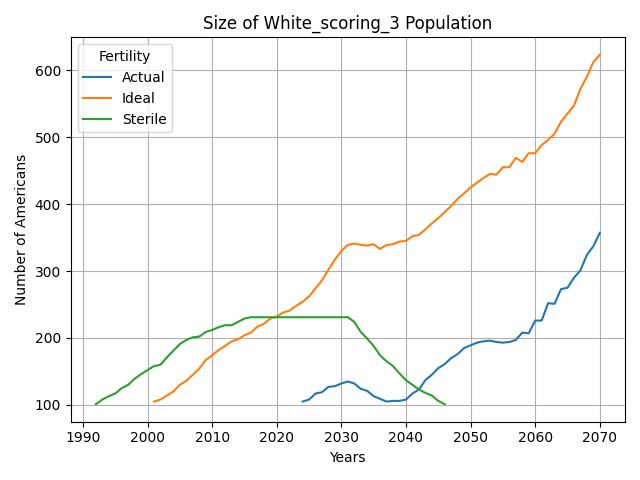 Size of White_scoring_3 Population
Fertility
Actual
Ideal
Sterile
Number of Americans
600
500
400
300
200
100
1990 2000 2010 2020 2030 2040 2050 2060 2070
Years